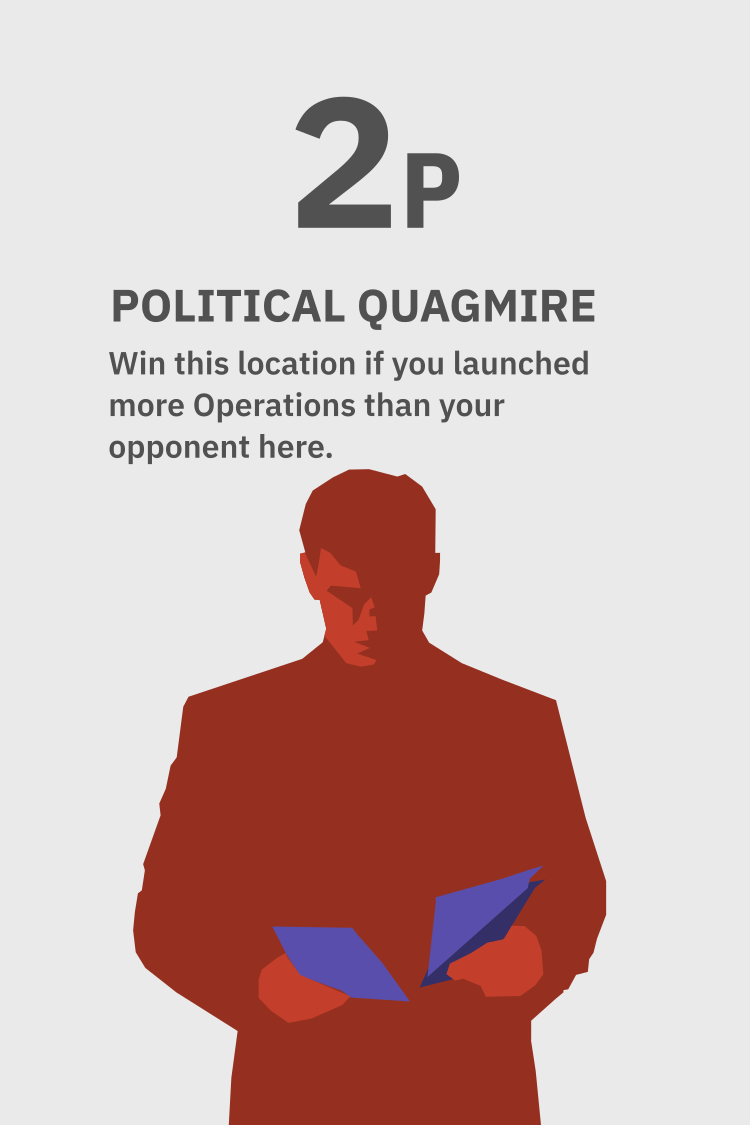 2P
POLITICAL QUAGMIRE
Win this location if you launched
more Operations than your
opponent here.